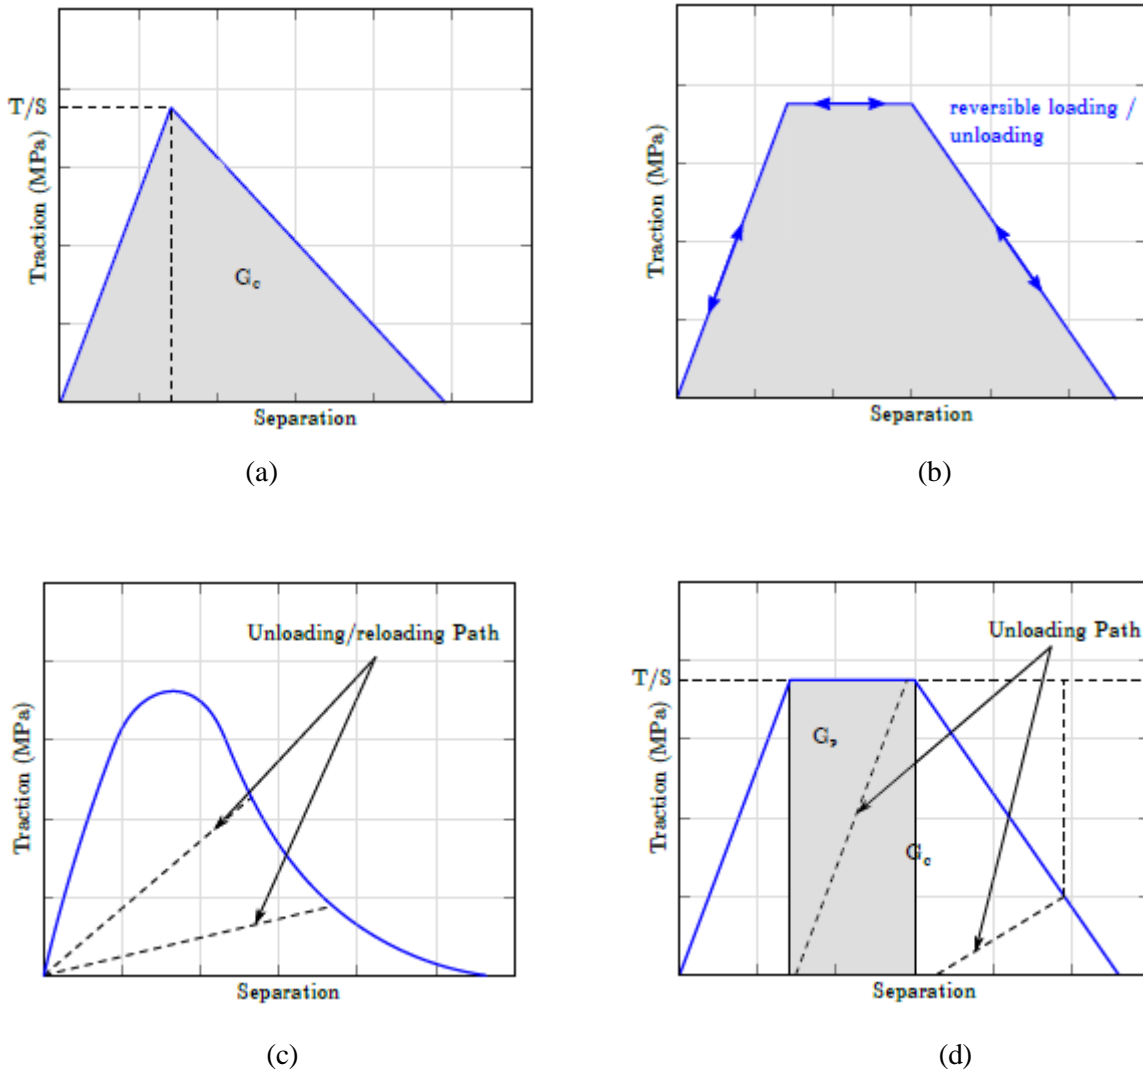 T/S
Traction (MPa)
G_c
Separation
(a)
reversible loading /
unloading
Traction (MPa)
Separation
(b)
Unloading/reloading Path
Traction (MPa)
Separation
(c)
Unloading Path
T/S
G_p
Traction (MPa)
G_c
Separation
(d)